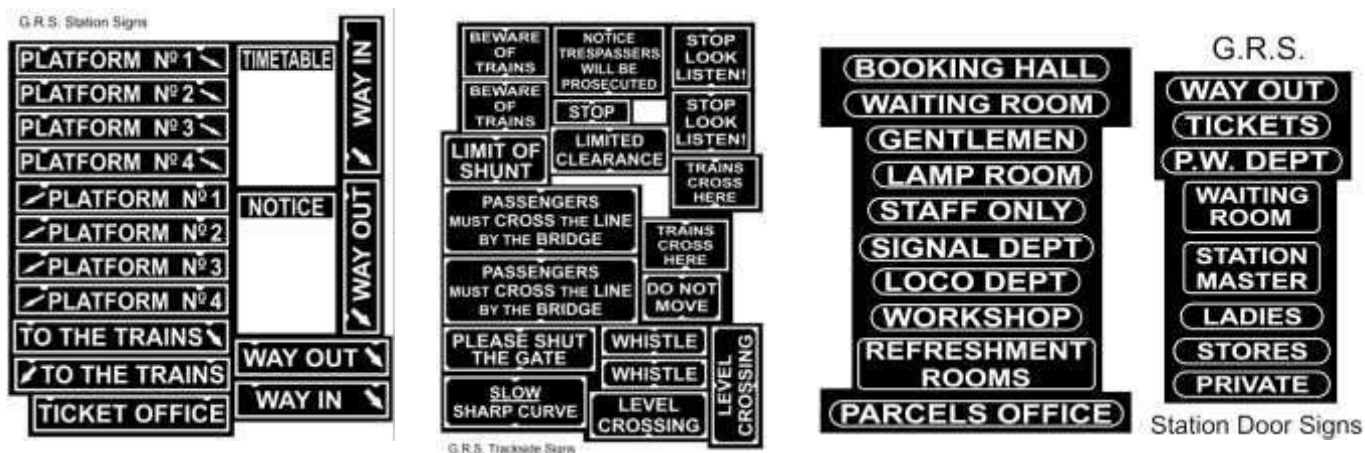 G.R.S. Station Signs
PLATFORM Nº 1
PLATFORM Nº 2
PLATFORM Nº 3
PLATFORM Nº 4
PLATFORM Nº 1
PLATFORM Nº 2
PLATFORM Nº 3
PLATFORM Nº 4
TO THE TRAINS
TO THE TRAINS
TICKET OFFICE
TIMETABLE
NOTICE
WAY IN
WAY OUT
WAY OUT
WAY IN
BEWARE
OF
TRAINS
BEWARE
OF
TRAINS
NOTICE
TRESPASSERS
WILL BE
PROSECUTED
STOP
STOP
LOOK
LISTEN!
STOP
LOOK
LISTEN!
LIMIT OF
SHUNT
LIMITED
CLEARANCE
TRAINS
CROSS
HERE
PASSENGERS
MUST CROSS THE LINE
BY THE BRIDGE
TRAINS
CROSS
HERE
PASSENGERS
MUST CROSS THE LINE
BY THE BRIDGE
DO NOT
MOVE
PLEASE SHUT
THE GATE
WHISTLE
WHISTLE
LEVEL
CROSSING
SLOW
SHARP CURVE
LEVEL
CROSSING
G.R.S. Trackside Signs
BOOKING HALL
WAITING ROOM
GENTLEMEN
LAMP ROOM
STAFF ONLY
SIGNAL DEPT
LOCO DEPT
WORKSHOP
REFRESHMENT
ROOMS
PARCELS OFFICE
G.R.S.
WAY OUT
TICKETS
P.W. DEPT
WAITING
ROOM
STATION
MASTER
LADIES
STORES
PRIVATE
Station Door Signs